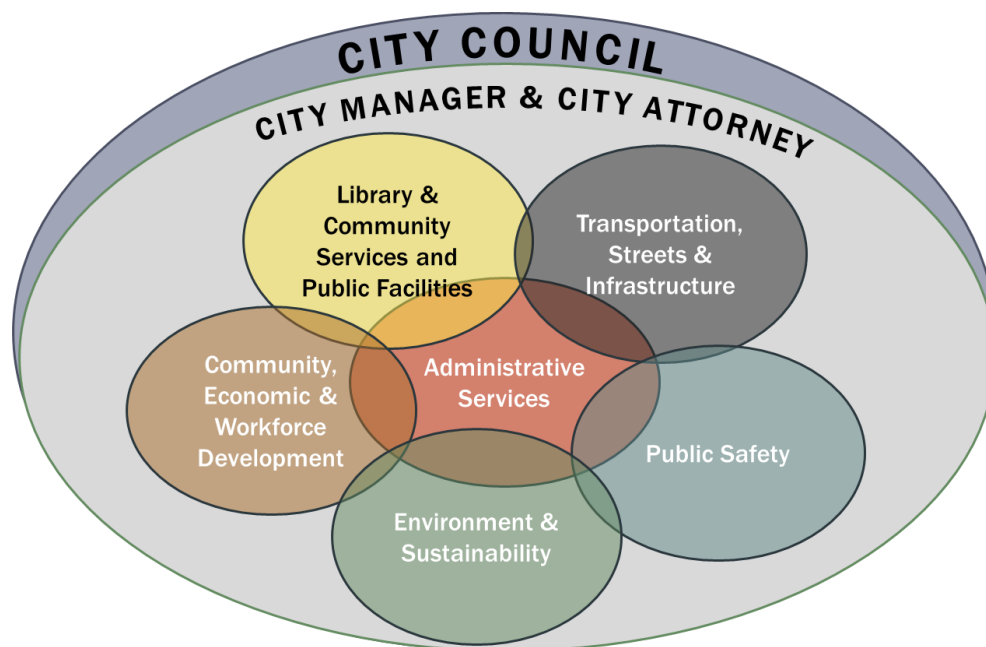 CITY COUNCIL
CITY MANAGER & CITY ATTORNEY
Library &
Community
Services and
Public Facilities
Transportation,
Streets &
Infrastructure
Community,
Economic &
Workforce
Development
Administrative
Services
Public Safety
Environment &
Sustainability